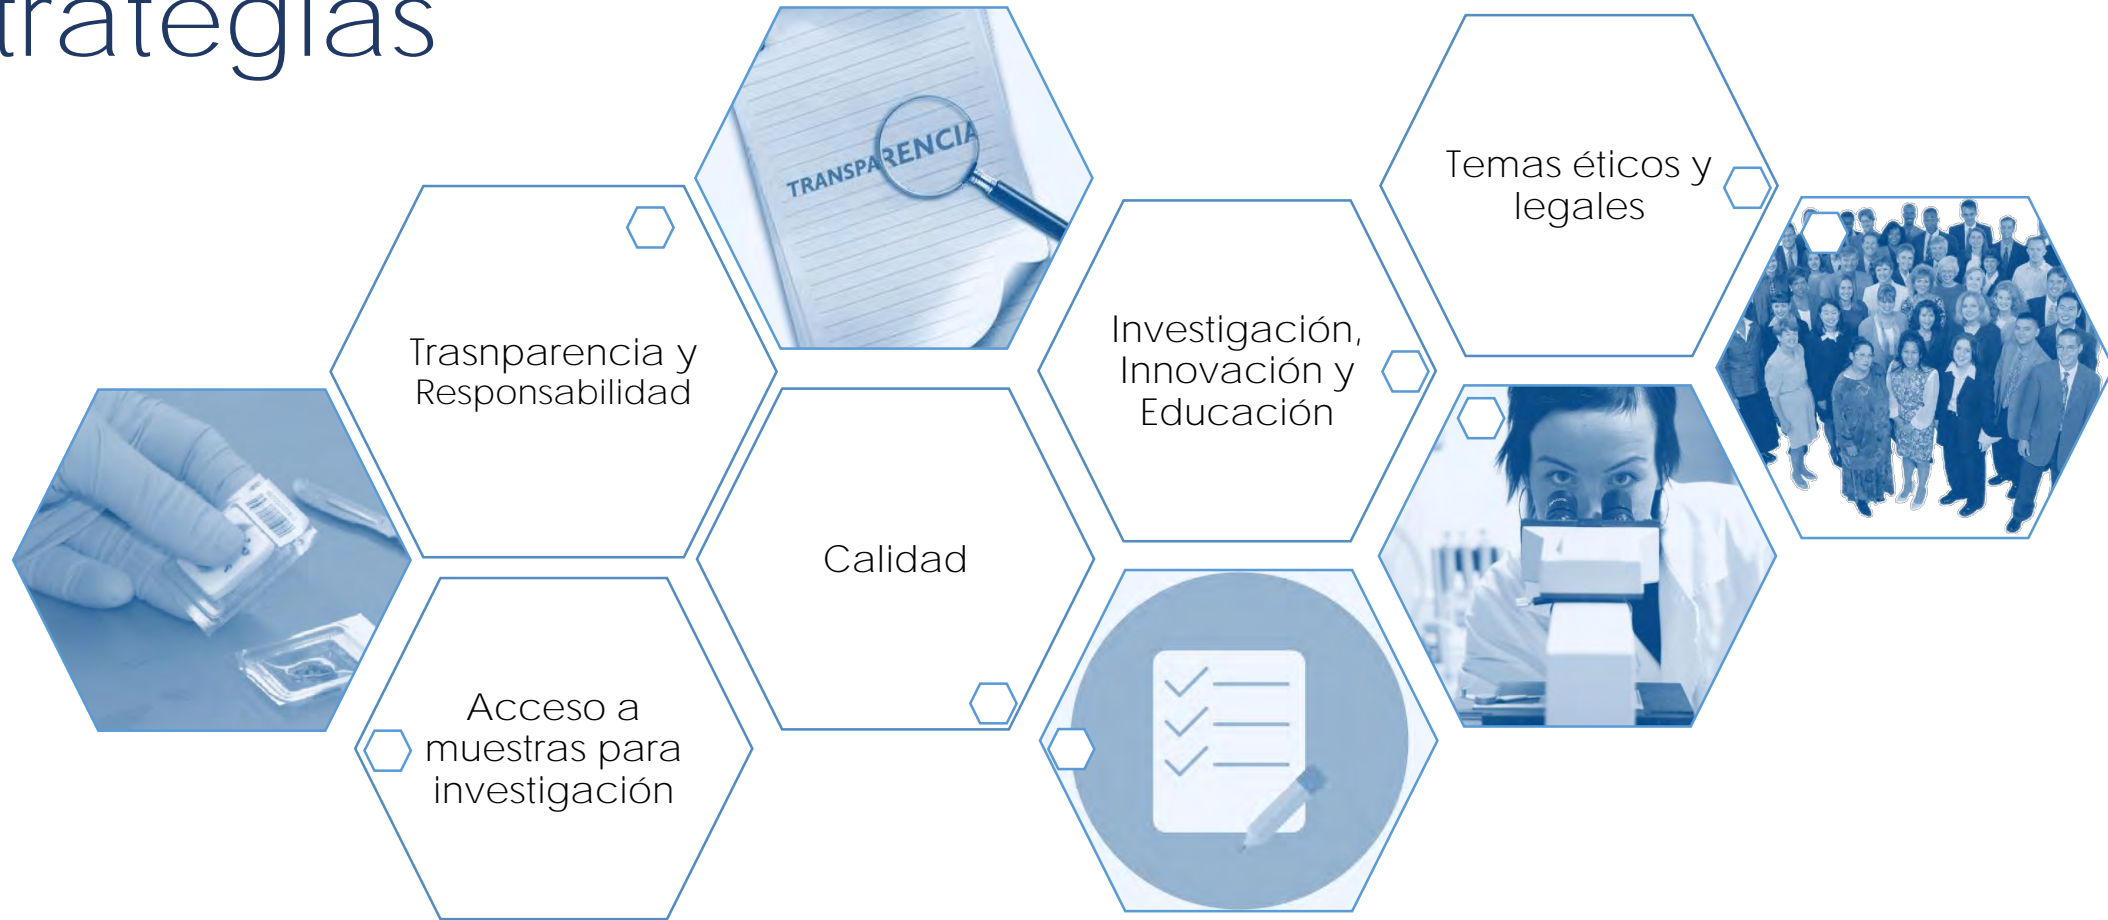 trategias
TRANSPARENCIA
Temas éticos y
legales
Trasnparencia y
Responsabilidad
Investigación,
Innovación y
Educación
Calidad
Acceso a
muestras para
investigación